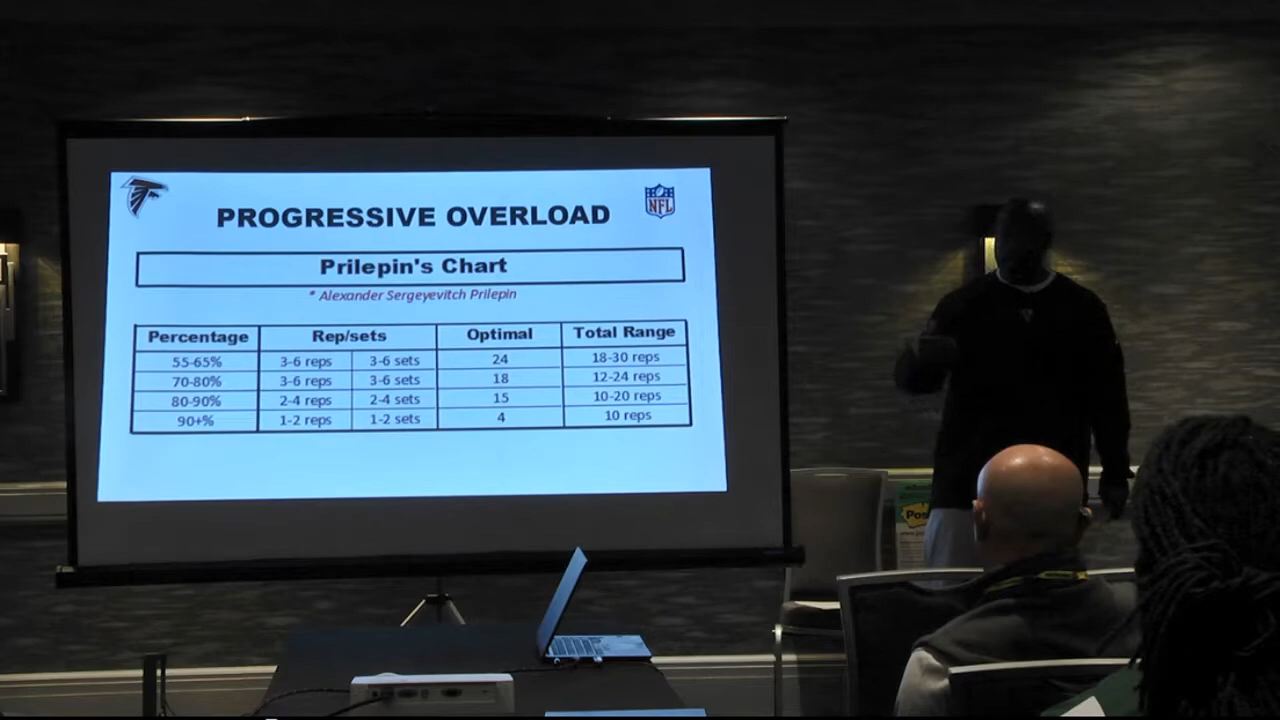 NFL
PROGRESSIVE OVERLOAD
Prilepin's Chart
* Alexander Sergeyevitch Prilepin
Percentage Rep/sets Optimal Total Range
55-65% 3-6 reps 3-6 sets 24 18-30 reps
70-80% 3-6 reps 3-6 sets 18 12-24 reps
80-90% 2-4 reps 2-4 sets 15 10-20 reps
90+% 1-2 reps 1-2 sets 4 10 reps